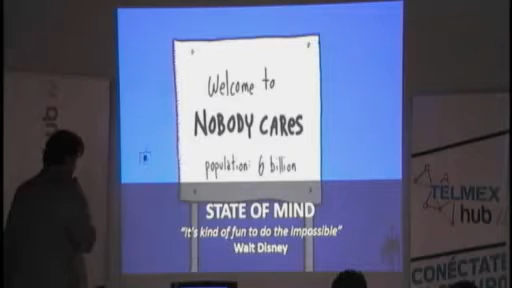 Welcome to
NOBODY CARES
population: 6 billion
STATE OF MIND
"It's kind of fun to do the impossible"
Walt Disney
TELMEX
hub
CONÉCTATE